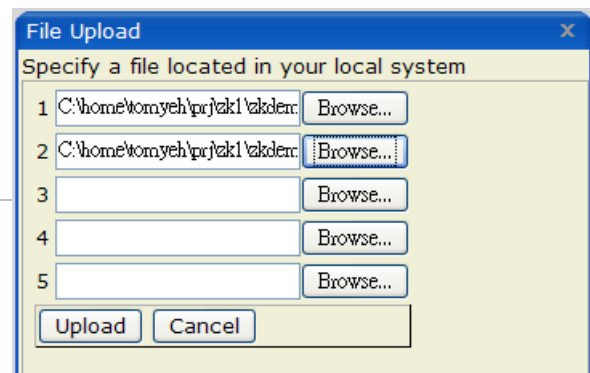 File Upload x
Specify a file located in your local system
1 C:\home\tomyeh\prj\zk1\zkdem Browse...
2 C:\home\tomyeh\prj\zk1\zkdem Browse...
3 Browse...
4 Browse...
5 Browse...
Upload Cancel